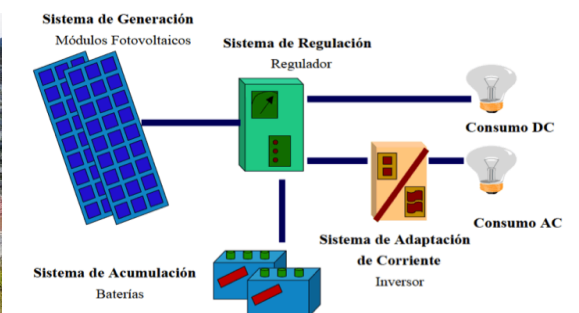 Sistema de Generación
Módulos Fotovoltaicos
Sistema de Regulación
Regulador
Consumo DC
Consumo AC
Sistema de Adaptación
de Corriente
Inversor
Sistema de Acumulación
Baterías